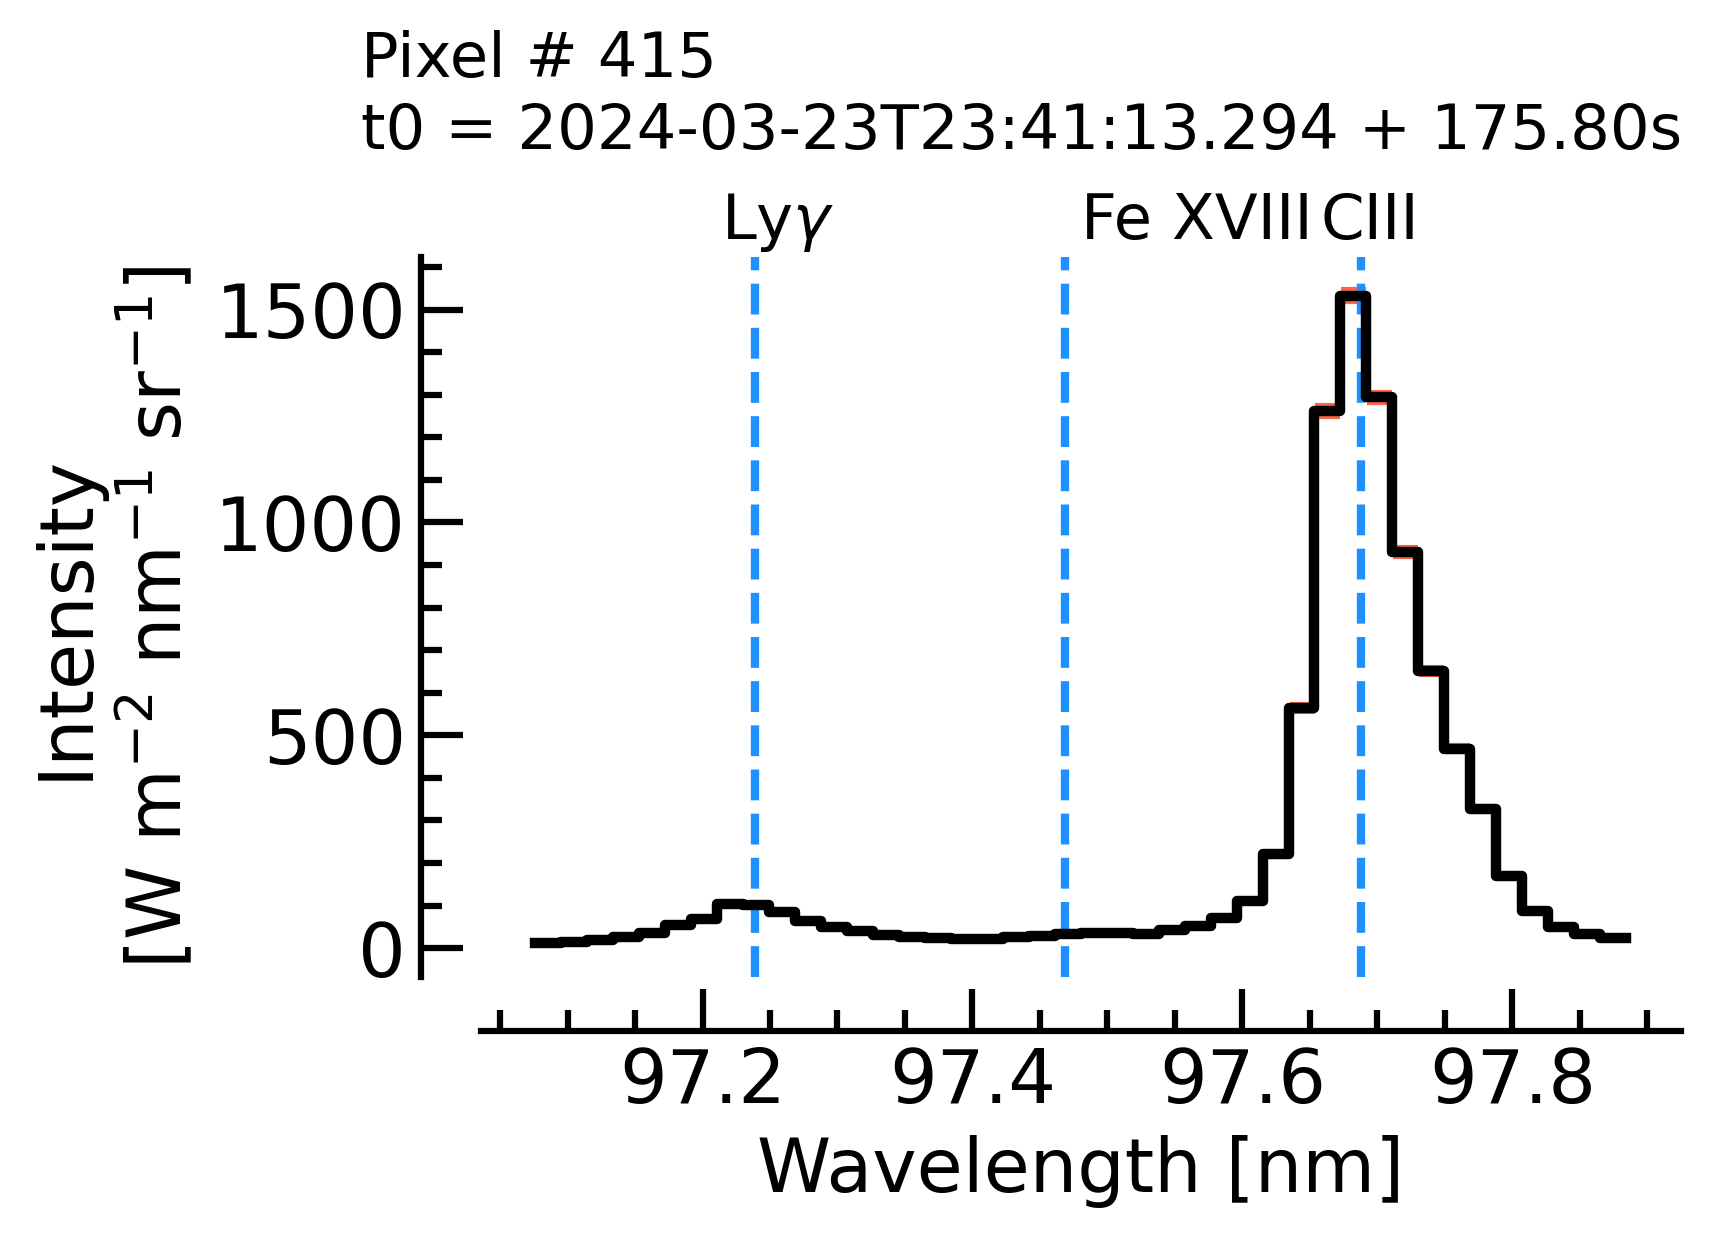 Pixel # 415
t0 = 2024-03-23T23:41:13.294 + 175.80s
Lyγ Fe XVIII CIII
Intensity
[W m⁻² nm⁻¹ sr⁻¹]
1500
1000
500
0
97.2 97.4 97.6 97.8
Wavelength [nm]